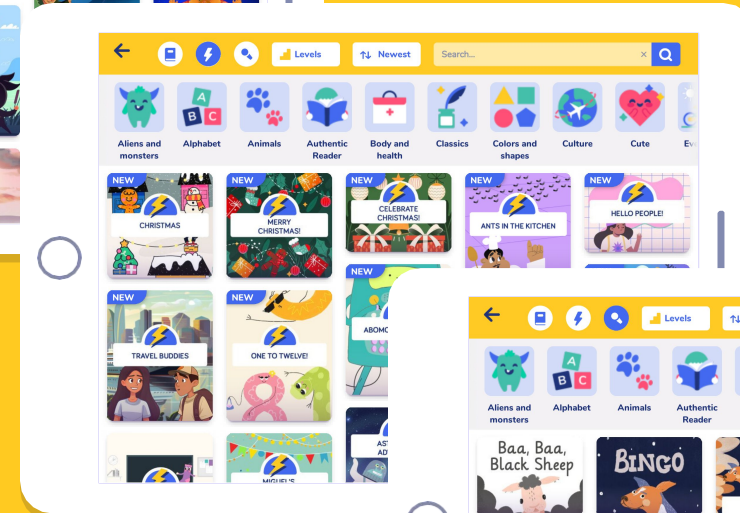 Levels
Newest
Search...
Aliens and
monsters
Alphabet
Animals
Authentic
Reader
Body and
health
Classics
Colors and
shapes
Culture
Cute
A
B C
NEW
CHRISTMAS
NEW
MERRY
CHRISTMAS!
NEW
CELEBRATE
CHRISTMAS!
NEW
ANTS IN THE KITCHEN
NEW
HELLO PEOPLE!
NEW
TRAVEL BUDDIES
NEW
ONE TO TWELVE!
NEW
MIGUEL'S
Levels
Aliens and
monsters
Alphabet
Animals
Authentic
Reader
A
B C
Baa, Baa,
Black Sheep
BINGO